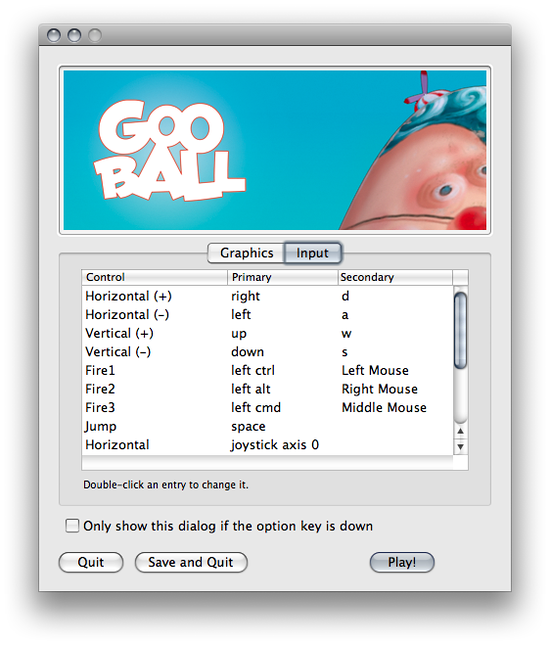 GOO
BALL
Graphics Input
Control Primary Secondary
Horizontal (+) right d
Horizontal (-) left a
Vertical (+) up w
Vertical (-) down s
Fire1 left ctrl Left Mouse
Fire2 left alt Right Mouse
Fire3 left cmd Middle Mouse
Jump space
Horizontal joystick axis 0
Double-click an entry to change it.
Only show this dialog if the option key is down
Quit Save and Quit Play!